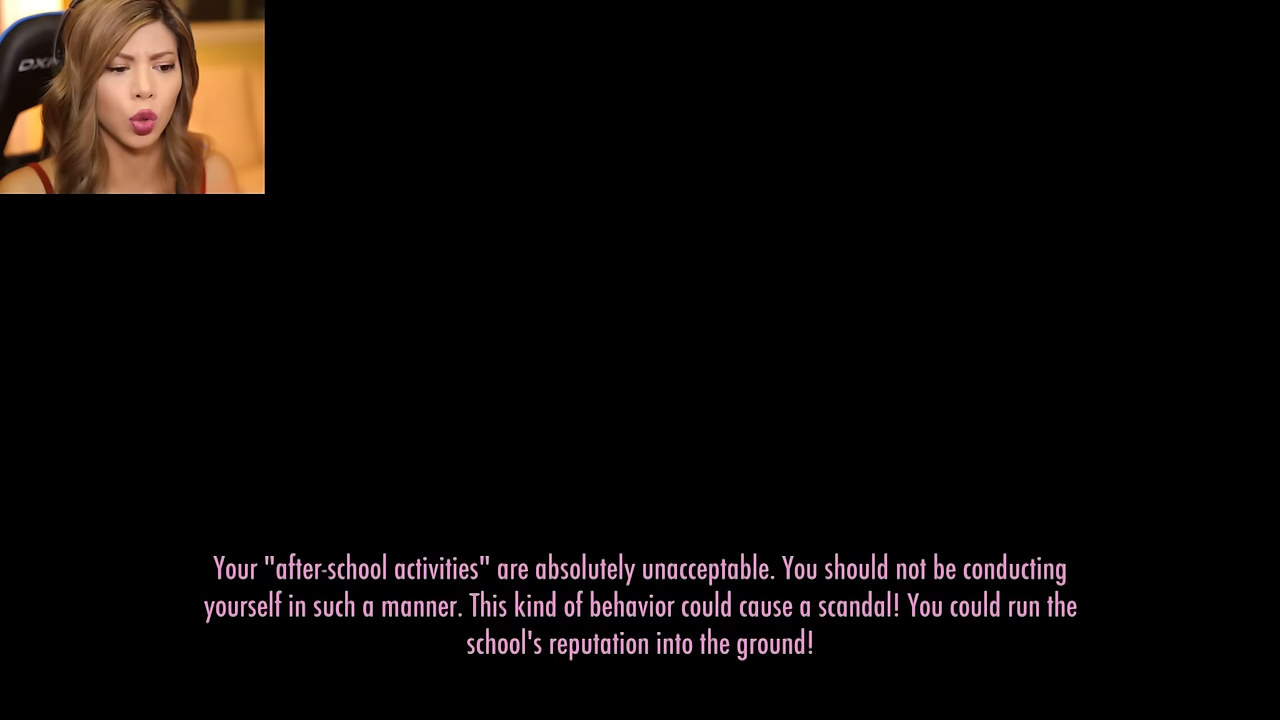 DX
Your "after-school activities" are absolutely unacceptable. You should not be conducting
yourself in such a manner. This kind of behavior could cause a scandal! You could run the
school's reputation into the ground!